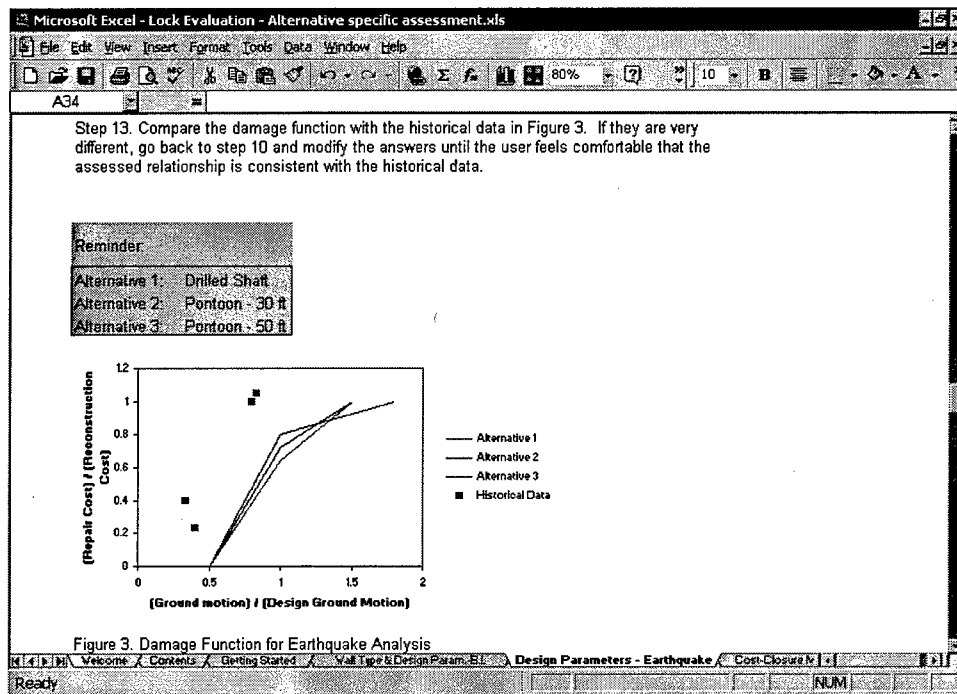 Microsoft Excel - Lock Evaluation - Alternative specific assessment.xls
File Edit View Insert Format Tools Data Window Help
80% 10 B A
A34 =
Step 13. Compare the damage function with the historical data in Figure 3. If they are very
different, go back to step 10 and modify the answers until the user feels comfortable that the
assessed relationship is consistent with the historical data.
Reminder:
Alternative 1: Drilled Shaft
Alternative 2: Pontoon - 30 ft
Alternative 3: Pontoon - 50 ft
(Repair Cost) / (Reconstruction
Cost)
1.2
1
0.8
0.6
0.4
0.2
0
0 0.5 1 1.5 2
(Ground motion) / (Design Ground Motion)
Alternative 1
Alternative 2
Alternative 3
Historical Data
Figure 3. Damage Function for Earthquake Analysis
Welcome Contents Getting Started Wall Type & Design Param.-B.L. Design Parameters - Earthquake Cost-Closure
Ready NUM